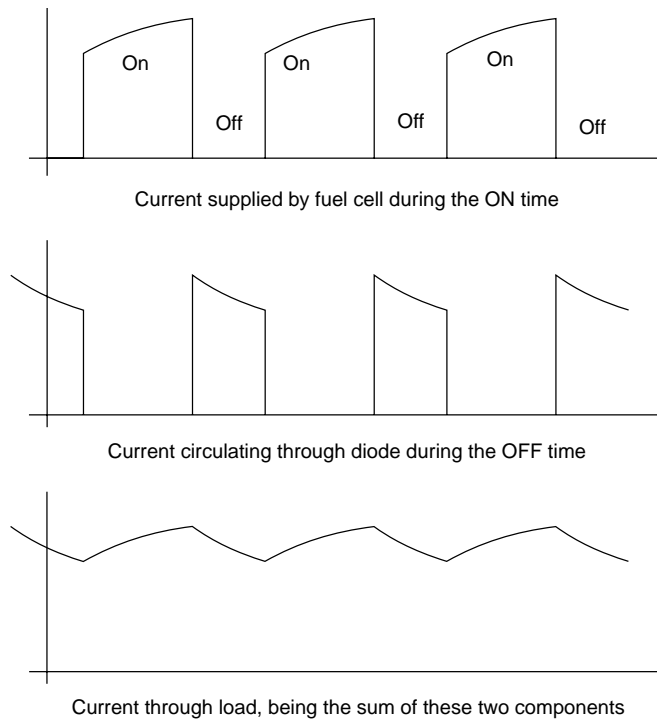 On
On
On
Off
Off
Off
Current supplied by fuel cell during the ON time
Current circulating through diode during the OFF time
Current through load, being the sum of these two components